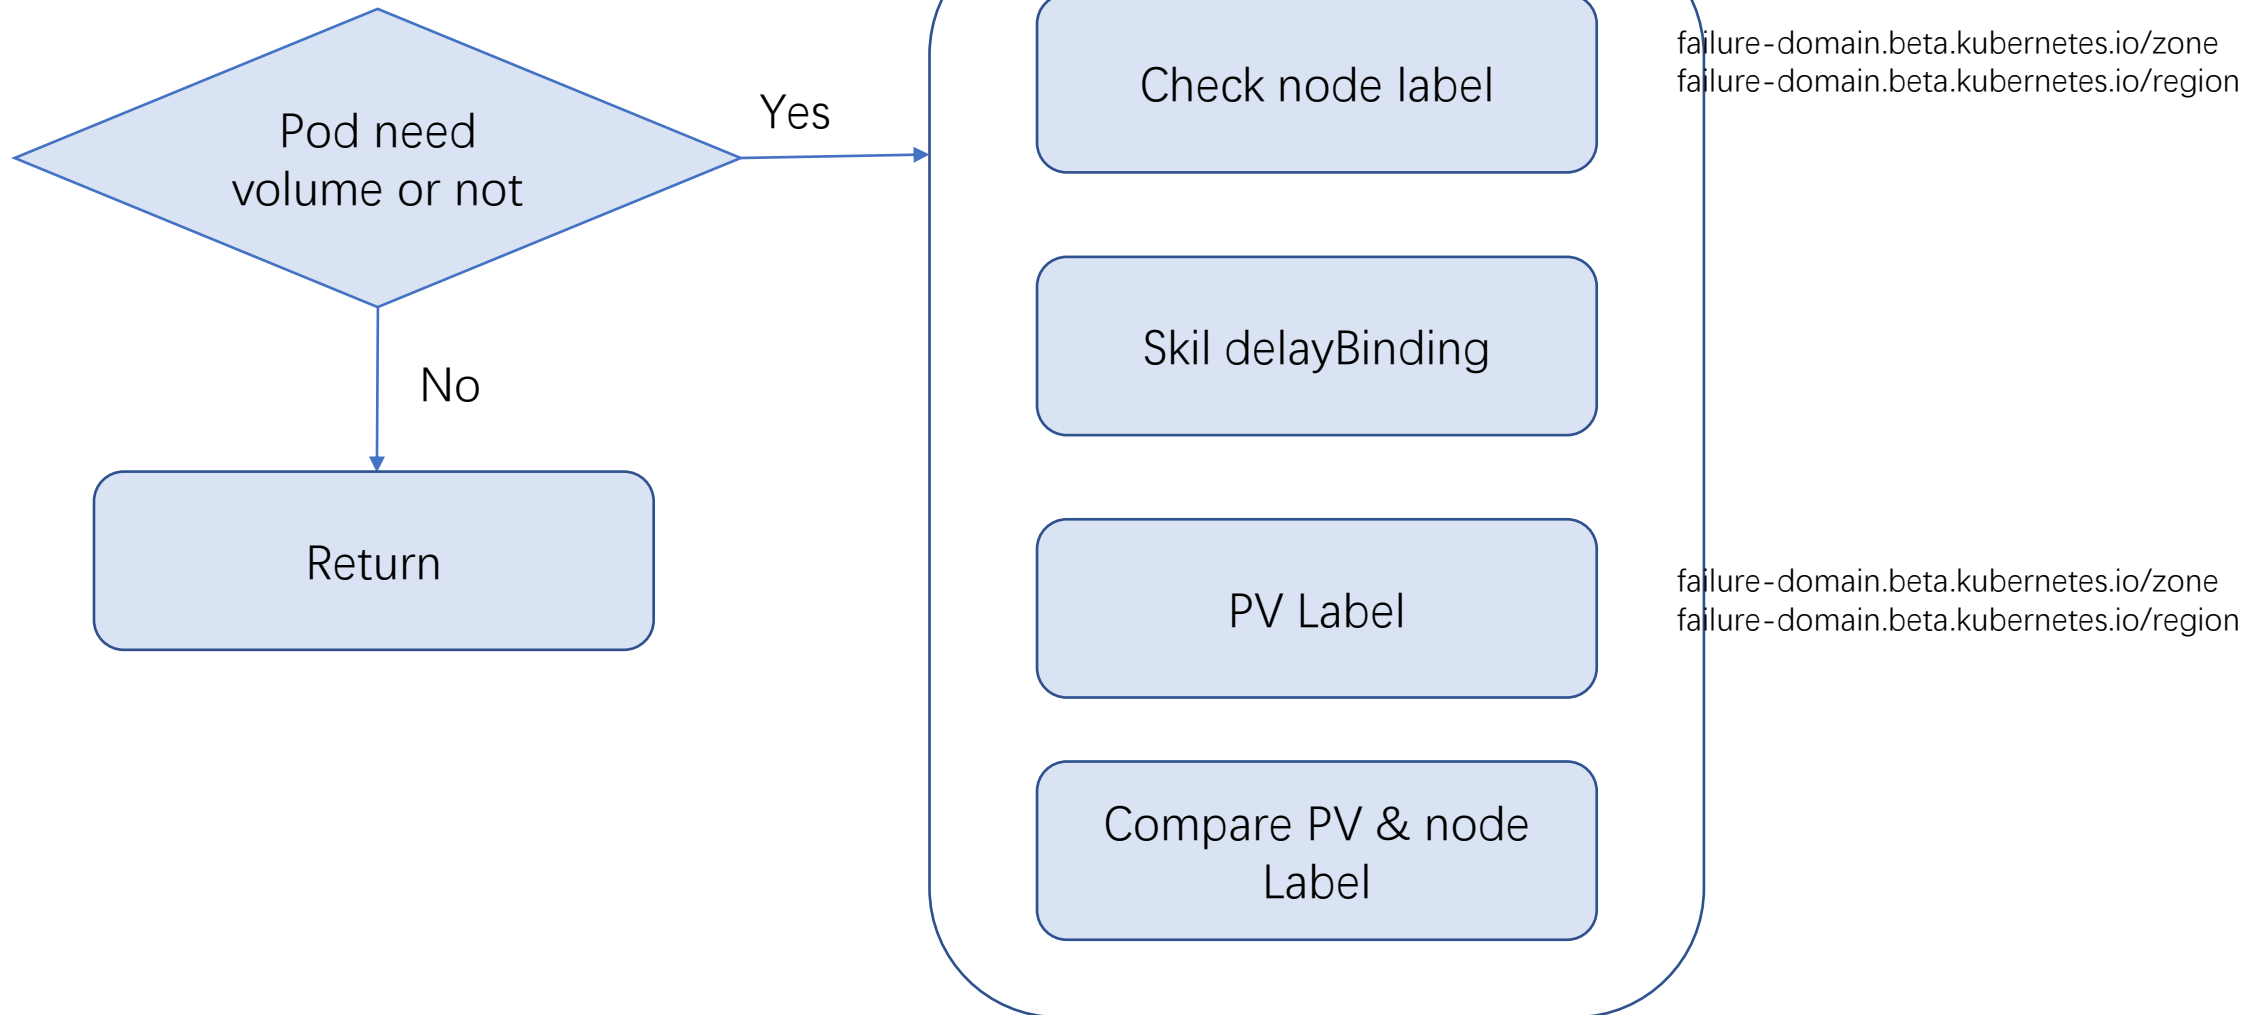 Pod need
volume or not
Yes
No
Return
Check node label
failure-domain.beta.kubernetes.io/zone
failure-domain.beta.kubernetes.io/region
Skil delayBinding
PV Label
failure-domain.beta.kubernetes.io/zone
failure-domain.beta.kubernetes.io/region
Compare PV & node
Label